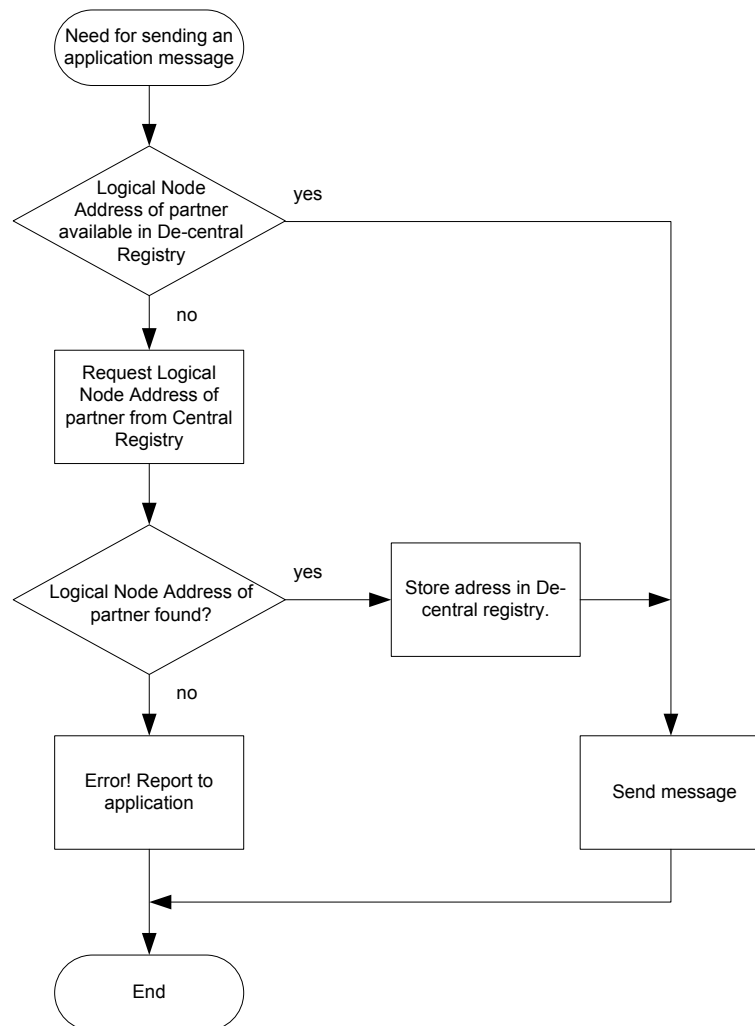 Need for sending an
application message
Logical Node
Address of partner
available in De-central
Registry
yes
no
Request Logical
Node Address of
partner from Central
Registry
Logical Node Address of
partner found?
yes
Store adress in De-
central registry.
no
Error! Report to
application
Send message
End